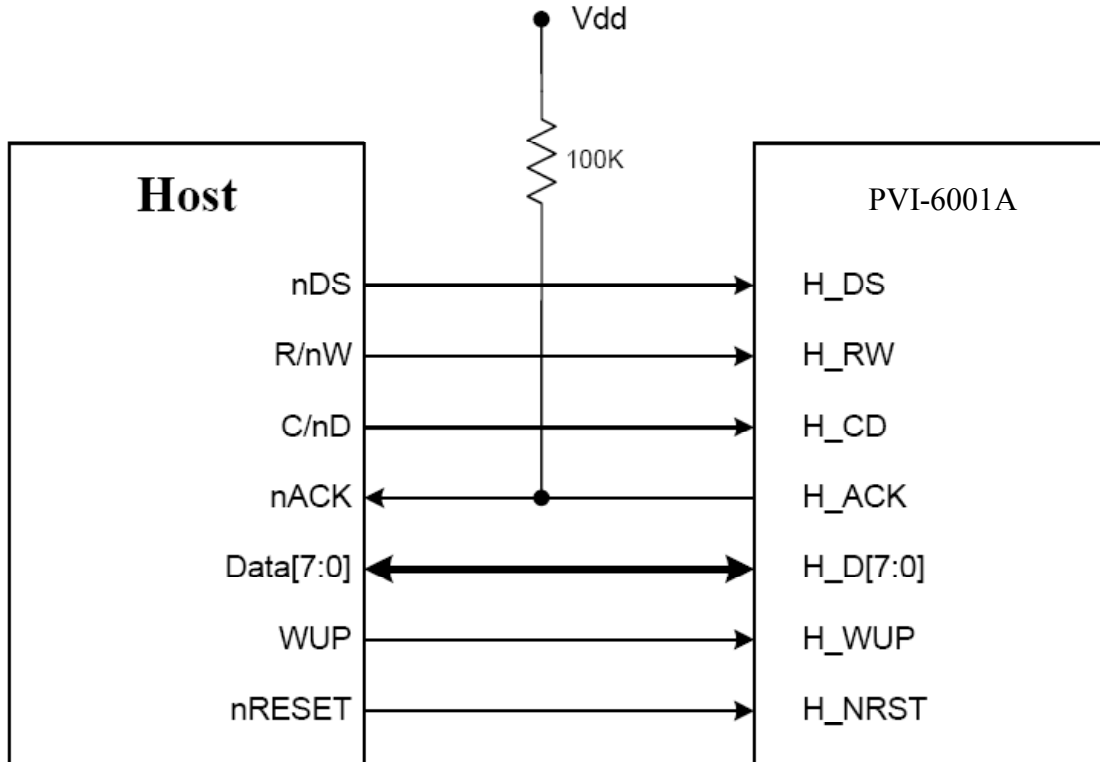 Vdd
100K
Host
PVI-6001A
nDS
H_DS
R/nW
H_RW
C/nD
H_CD
nACK
H_ACK
Data[7:0]
H_D[7:0]
WUP
H_WUP
nRESET
H_NRST